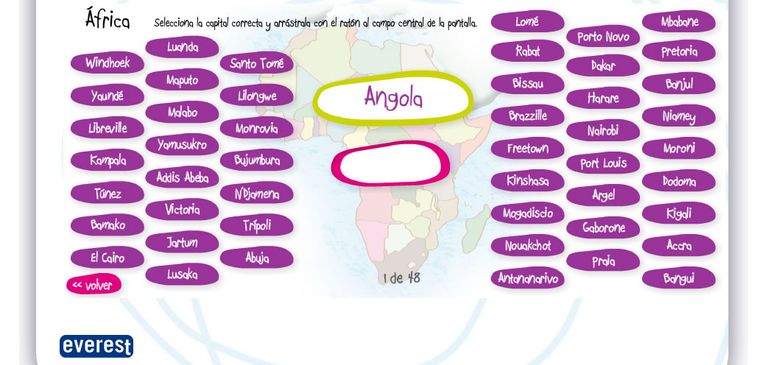 África
Selecciona la capital correcta y arrástrala con el ratón al campo central de la pantalla.
Windhoek
Yaundé
Libreville
Kampala
Túnez
Bamako
El Cairo
<< volver
Luanda
Maputo
Malabo
Yamusukro
Addis Abeba
Victoria
Jartum
Lusaka
Santo Tomé
Lilongwe
Monrovia
Bujumbura
N'Djamena
Trípoli
Abuja
Angola
1 de 48
Lomé
Rabat
Bissau
Brazzille
Freetown
Kinshasa
Mogadiscio
Nouakchot
Antananarivo
Porto Novo
Dakar
Harare
Nairobi
Port Louis
Argel
Gaborone
Praia
Mbabane
Pretoria
Banjul
Niamey
Moroni
Dodoma
Kigali
Accra
Bangui
everest